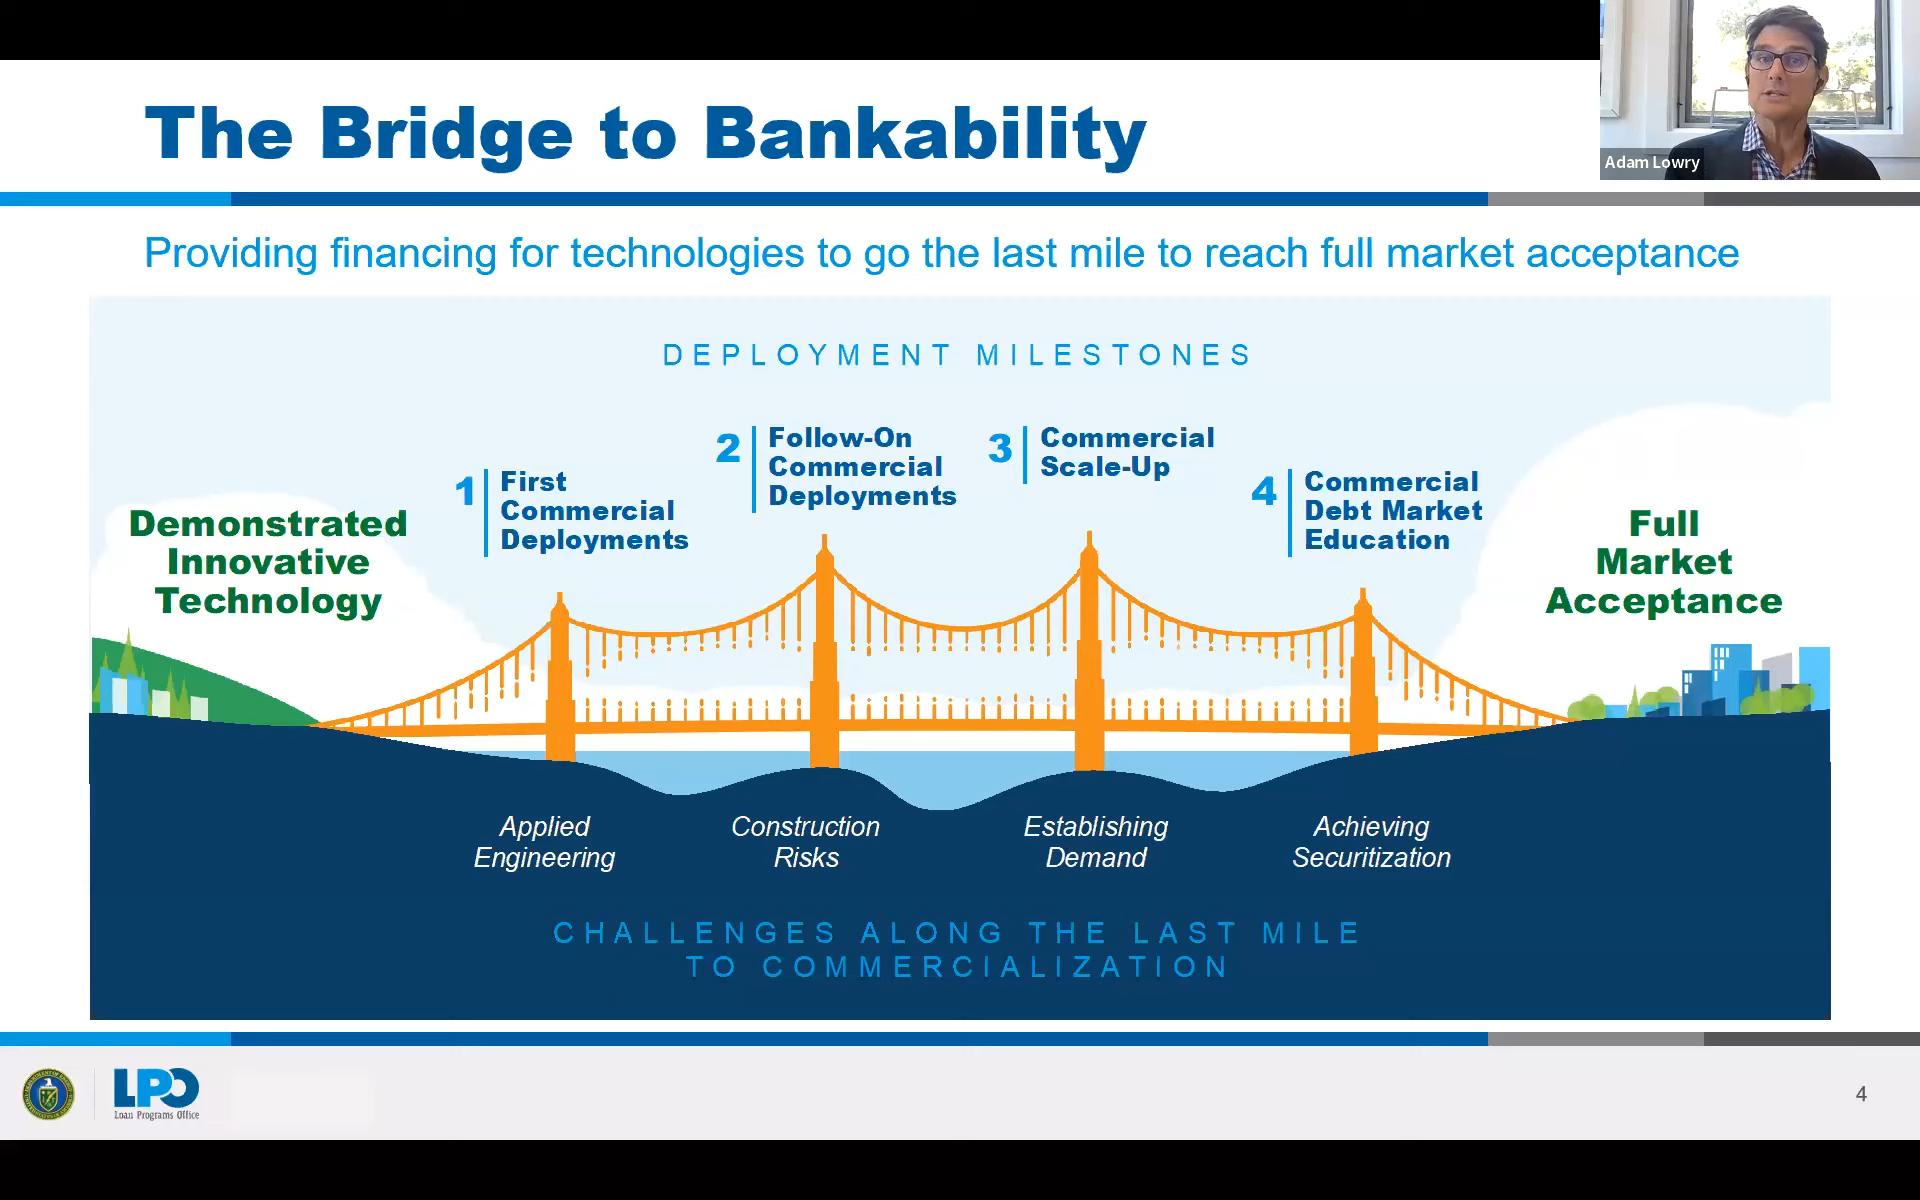 The Bridge to Bankability
Adam Lowry
Providing financing for technologies to go the last mile to reach full market acceptance
DEPLOYMENT MILESTONES
Demonstrated
Innovative
Technology
1
First
Commercial
Deployments
2
Follow-On
Commercial
Deployments
3
Commercial
Scale-Up
4
Commercial
Debt Market
Education
Full
Market
Acceptance
Applied
Engineering
Construction
Risks
Establishing
Demand
Achieving
Securitization
CHALLENGES ALONG THE LAST MILE
TO COMMERCIALIZATION
LPO
Loan Programs Office
4